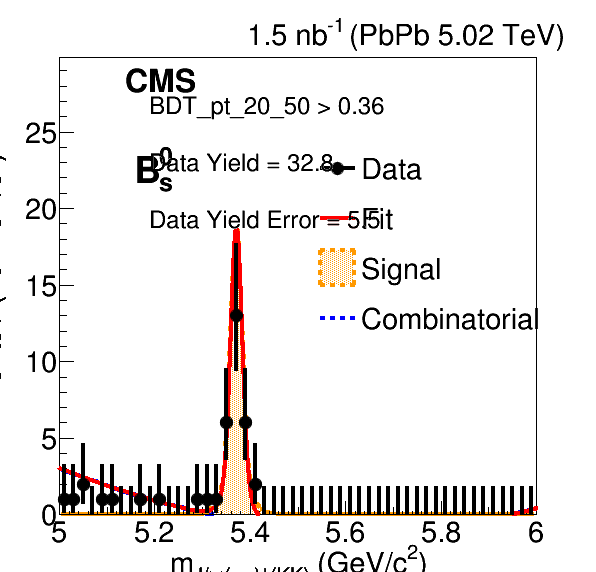 1.5 nb⁻¹ (PbPb 5.02 TeV)
CMS
BDT_pt_20_50 > 0.36
B⁰ₛ
Data Yield = 32.8
Data
Data Yield Error = 5.5
Fit
Signal
Combinatorial
25
20
15
10
5
0
5 5.2 5.4 5.6 5.8 6
(GeV/c²)